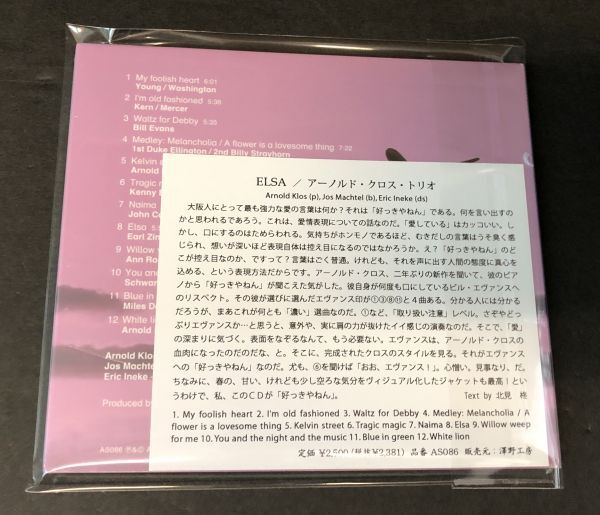 1 My foolish heart 6:01
Young / Washington
2 I'm old fashioned 5:36
Kern / Mercer
3 Waltz for Debby 5:35
Bill Evans
4 Medley: Melancholia / A flower is a lovesome thing 7:22
1st Duke Ellington / 2nd Billy Strayhorn
5 Kelvin
Arnold
6 Tragic
Kenny
7 Naima
John Co
8 Elsa
Earl Zin
9 Willow
Ann Ro
10 You and
Schwar
11 Blue in
Miles D
12 White li
Arnold
Arnold Klos
Jos Machtel
Eric Ineke
Produced by
AS086
ELSA / アーノルド・クロス・トリオ
Arnold Klos (p), Jos Machtel (b), Eric Ineke (ds)
大阪人にとって最も強力な愛の言葉は何か?それは「好っきやねん」である。何を言い出すの
かと思われるであろう。これは、愛情表現についての話なのだ。「愛している」はカッコいい。し
かし、口にするのはためらわれる。気持ちがホンモノであるほど、むきだしの言葉はうそ臭く感
じられ、想いが深いほど表現自体は控え目になるのではなかろうか。え?「好っきやねん」のど
こが控え目なのか、ですって?言葉はごく普通。けれども、それを声に出す人間の態度に真心を
込める、という表現方法だからです。アーノルド・クロス、二年ぶりの新作を聞いて、彼のピア
ノから「好っきやねん」が聞こえた気がした。彼自身が何度も口にしているビル・エヴァンスへ
のリスペクト。その彼が選びに選んだエヴァンス印が①③⑧⑪と４曲ある。分かる人には分かる
だろうが、まあこれが何とも「濃い」選曲なのだ。①など、「取り扱い注意」レベル。さぞやどっ
ぷりエヴァンスか…と思うと、意外や、実に肩の力が抜けたイイ感じの演奏なのだ。そこで、「愛」
の深まりに気づく。表面をなぞるなんて、もう必要ない。エヴァンスは、アーノルド・クロスの
血肉になったのだのだな、と。そこに、完成されたクロスのスタイルを見る。それがエヴァンス
への「好っきやねん」なのだ。尤も、⑥を聞けば「おお、エヴァンス!」。心憎い。見事なり、だ。
ちなみに、春の、甘い、けれども少し空ろな気分をヴィジュアル化したジャケットも最高!とい
うわけで、私、このＣＤが「好っきやねん」。 Text by 北見 柊
1. My foolish heart 2. I'm old fashioned 3. Waltz for Debby 4. Medley: Melancholia / A
flower is a lovesome thing 5. Kelvin street 6. Tragic magic 7. Naima 8. Elsa 9. Willow weep
for me 10. You and the night and the music 11. Blue in green 12. White lion
定価 ¥2,500 (税抜 ¥2,381) 品番 AS086 販売元:澤野工房